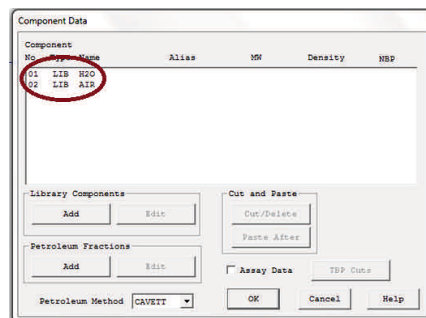 Component Data
Component
No Type Name Alias MW Density NBP
01 LIB H2O
02 LIB AIR
Library Components
Add Edit
Cut and Paste
Cut/Delete
Paste After
Petroleum Fractions
Add Edit
Assay Data TBP Cuts
Petroleum Method CAVETT OK Cancel Help